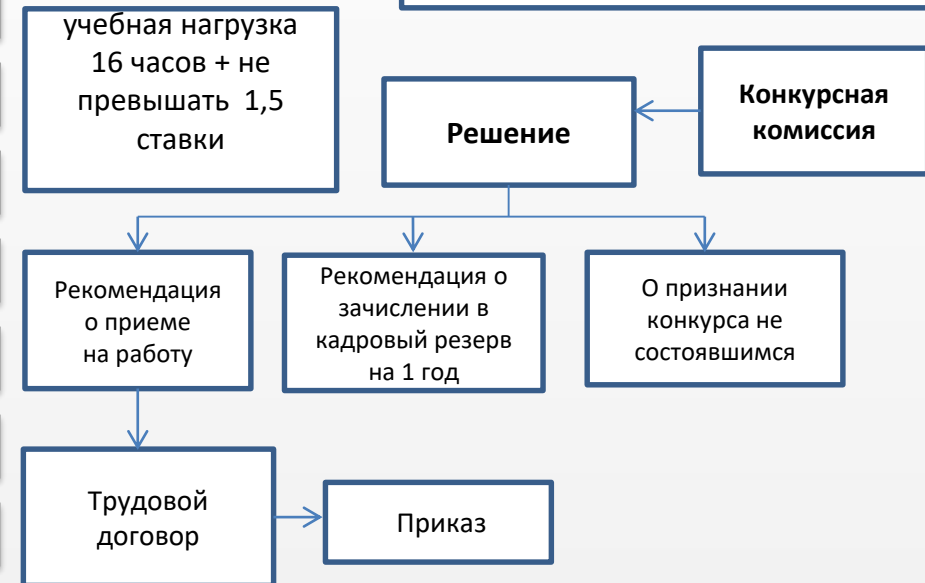 учебная нагрузка
16 часов + не
превышать 1,5
ставки
Решение
Конкурсная
комиссия
Рекомендация
о приеме
на работу
Рекомендация о
зачислении в
кадровый резерв
на 1 год
О признании
конкурса не
состоявшимся
Трудовой
договор
Приказ